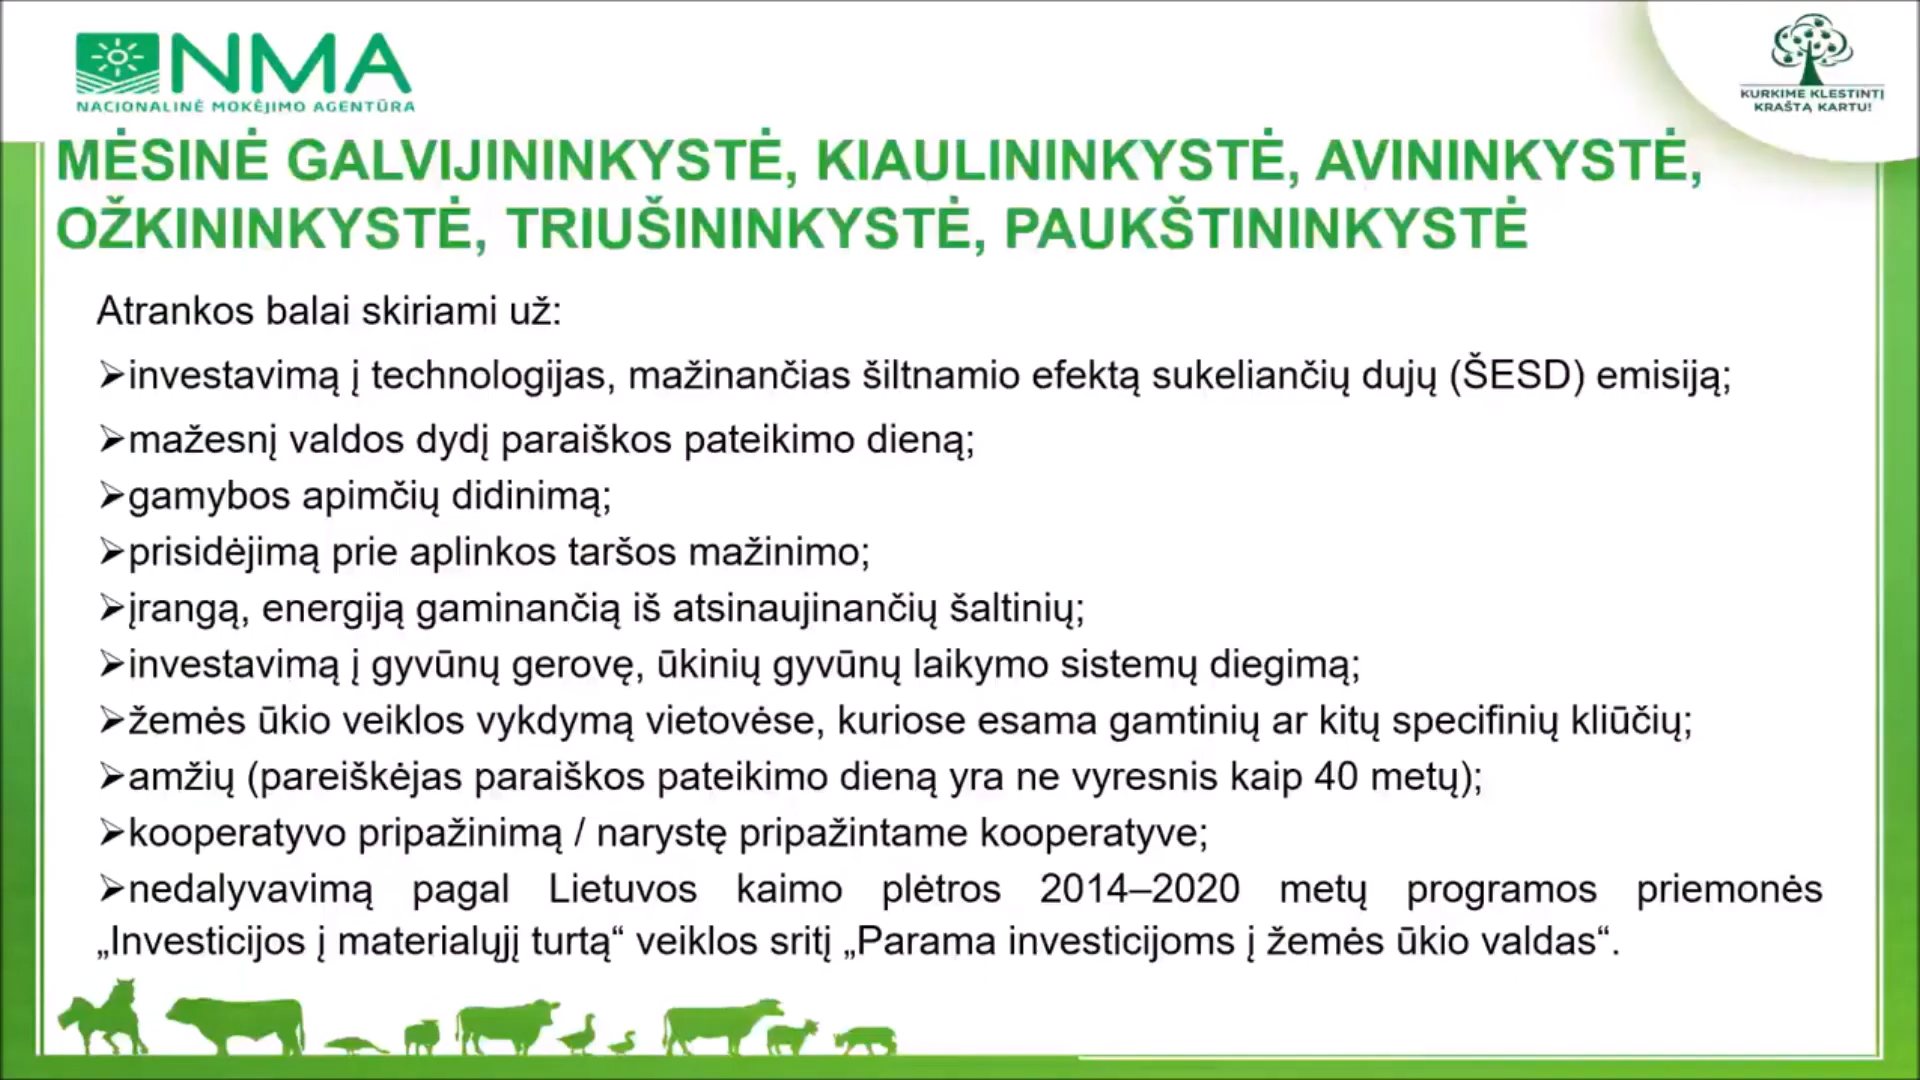 NMA
NACIONALINĖ MOKĖJIMO AGENTŪRA
KURKIME KLESTINTĮ
KRAŠTĄ KARTU!
MĖSINĖ GALVIJININKYSTĖ, KIAULININKYSTĖ, AVININKYSTĖ,
OŽKININKYSTĖ, TRIUŠININKYSTĖ, PAUKŠTININKYSTĖ
Atrankos balai skiriami už:
➢investavimą į technologijas, mažinančias šiltnamio efektą sukeliančių dujų (ŠESD) emisiją;
➢mažesnį valdos dydį paraiškos pateikimo dieną;
➢gamybos apimčių didinimą;
➢prisidėjimą prie aplinkos taršos mažinimo;
➢įrangą, energiją gaminančią iš atsinaujinančių šaltinių;
➢investavimą į gyvūnų gerovę, ūkinių gyvūnų laikymo sistemų diegimą;
➢žemės ūkio veiklos vykdymą vietovėse, kuriose esama gamtinių ar kitų specifinių kliūčių;
➢amžių (pareiškėjas paraiškos pateikimo dieną yra ne vyresnis kaip 40 metų);
➢kooperatyvo pripažinimą / narystę pripažintame kooperatyve;
➢nedalyvavimą pagal Lietuvos kaimo plėtros 2014–2020 metų programos priemonės
„Investicijos į materialųjį turtą“ veiklos sritį „Parama investicijoms į žemės ūkio valdas“.